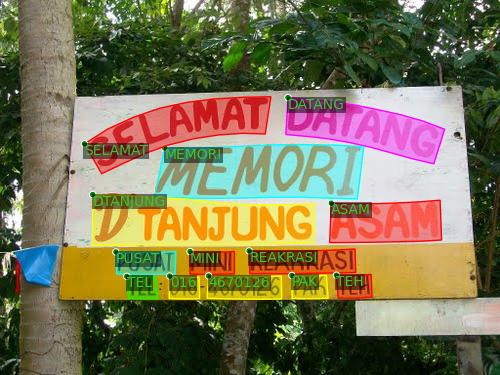 SELAMAT DATANG
MEMORI
D TANJUNG ASAM
PUSAT MINI REAKRASI
TEL: 016-4670126 PAK TEH